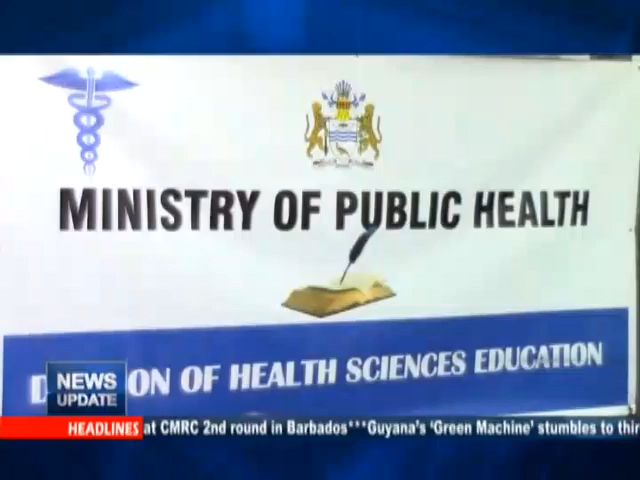 MINISTRY OF PUBLIC HEALTH
ON OF HEALTH SCIENCES EDUCATION
NEWS
UPDATE
HEADLINES at CMRC 2nd round in Barbados***Guyana's 'Green Machine' stumbles to thir